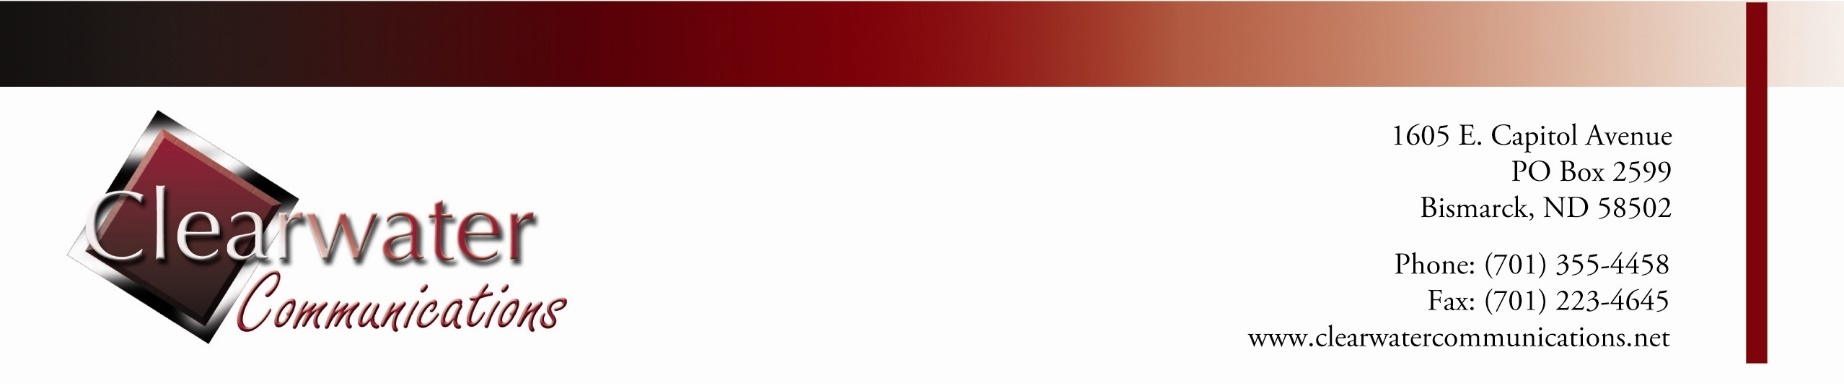 Clearwater
Communications
1605 E. Capitol Avenue
PO Box 2599
Bismarck, ND 58502
Phone: (701) 355-4458
Fax: (701) 223-4645
www.clearwatercommunications.net